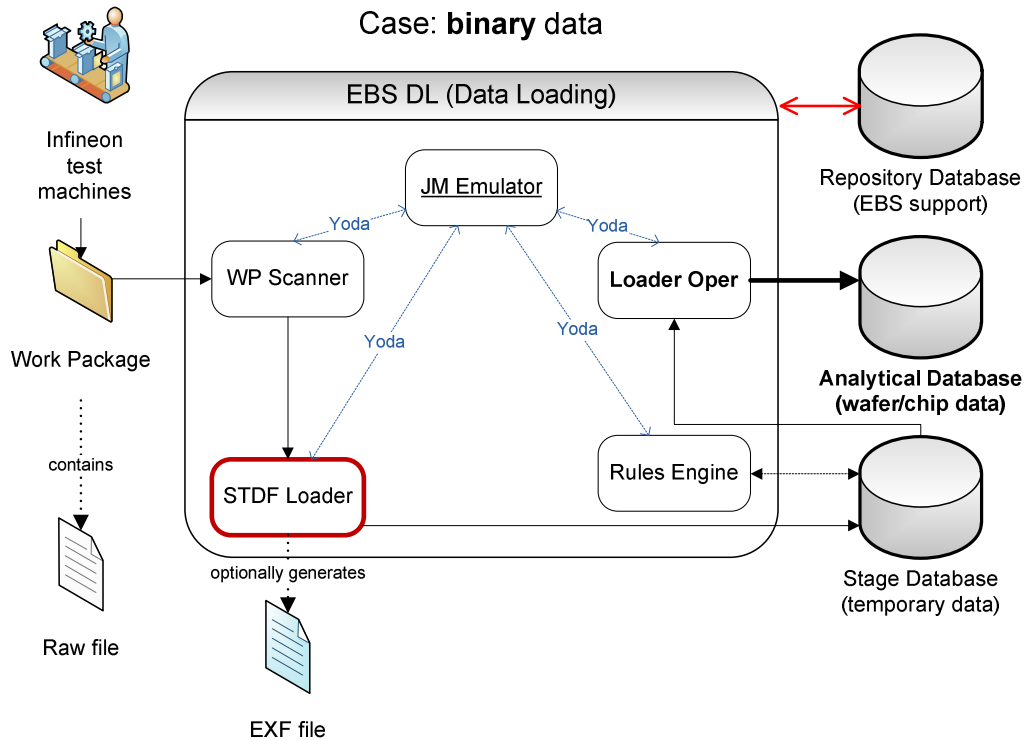 Case: binary data
EBS DL (Data Loading)
Infineon
test
machines
JM Emulator
Repository Database
(EBS support)
Yoda
Yoda
WP Scanner
Loader Oper
Work Package
Yoda
Yoda
Analytical Database
(wafer/chip data)
contains
STDF Loader
Rules Engine
optionally generates
Stage Database
(temporary data)
Raw file
EXF file